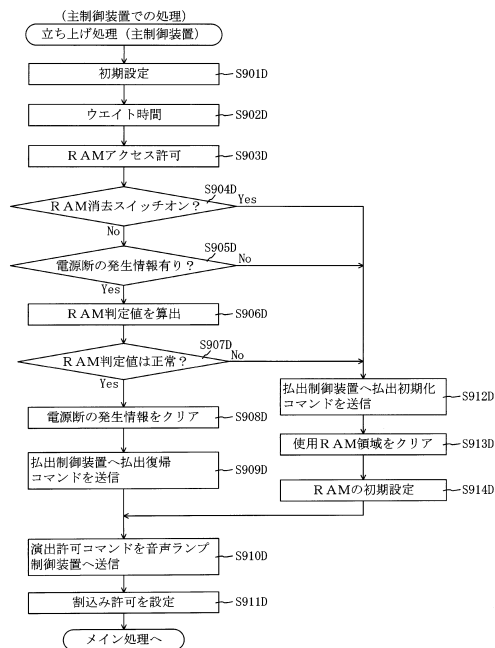 (主制御装置での処理)
立ち上げ処理（主制御装置）
初期設定
S901D
ウエイト時間
S902D
ＲＡＭアクセス許可
S903D
S904D
ＲＡＭ消去スイッチオン？
Yes
No
S905D
電源断の発生情報有り？
No
Yes
ＲＡＭ判定値を算出
S906D
S907D
ＲＡＭ判定値は正常？
No
Yes
払出制御装置へ払出初期化
コマンドを送信
S912D
電源断の発生情報をクリア
S908D
使用ＲＡＭ領域をクリア
S913D
払出制御装置へ払出復帰
コマンドを送信
S909D
ＲＡＭの初期設定
S914D
演出許可コマンドを音声ランプ
制御装置へ送信
S910D
割込み許可を設定
S911D
メイン処理へ